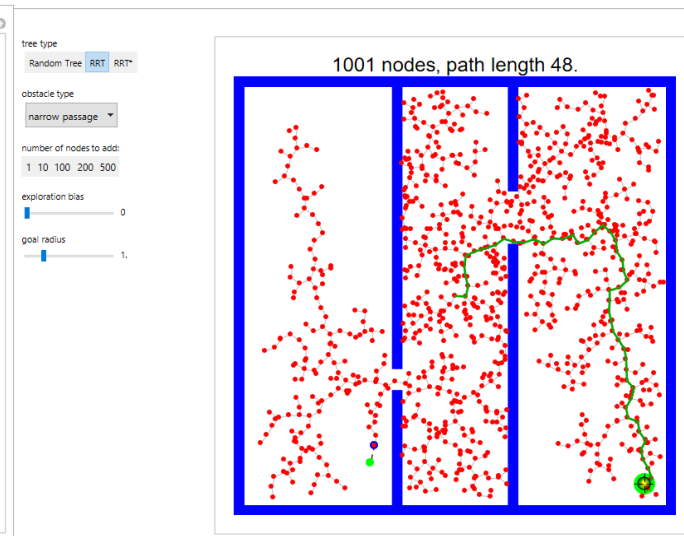 tree type
Random Tree RRT RRT*
obstacle type
narrow passage
number of nodes to add:
1 10 100 200 500
exploration bias
0
goal radius
1.
1001 nodes, path length 48.